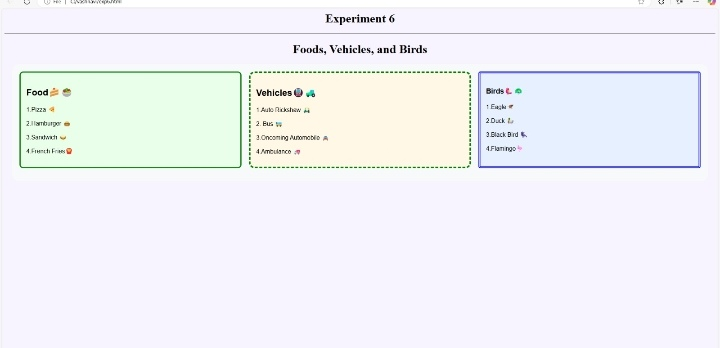 Experiment 6
Foods, Vehicles, and Birds
Food
1.Pizza
2.Hamburger
3.Sandwich
4.French Fries
Vehicles
1.Auto Rickshaw
2. Bus
3.Oncoming Automobile
4.Ambulance
Birds
1.Eagle
2.Duck
3.Black Bird
4.Flamingo